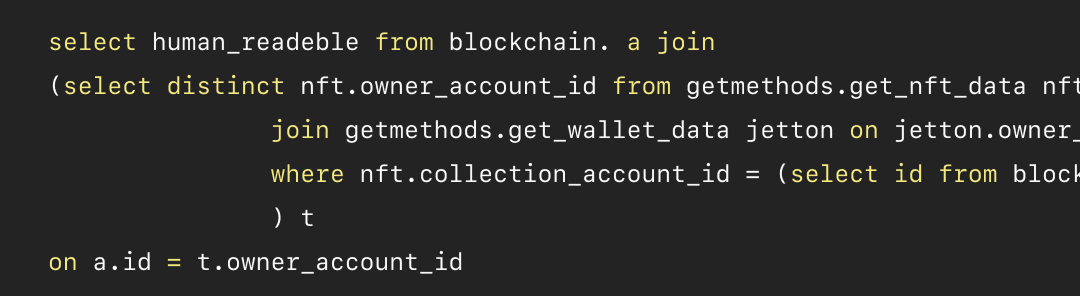 select human_readeble from blockchain. a join
(select distinct nft.owner_account_id from getmethods.get_nft_data nft
join getmethods.get_wallet_data jetton on jetton.owner_
where nft.collection_account_id = (select id from block
) t
on a.id = t.owner_account_id